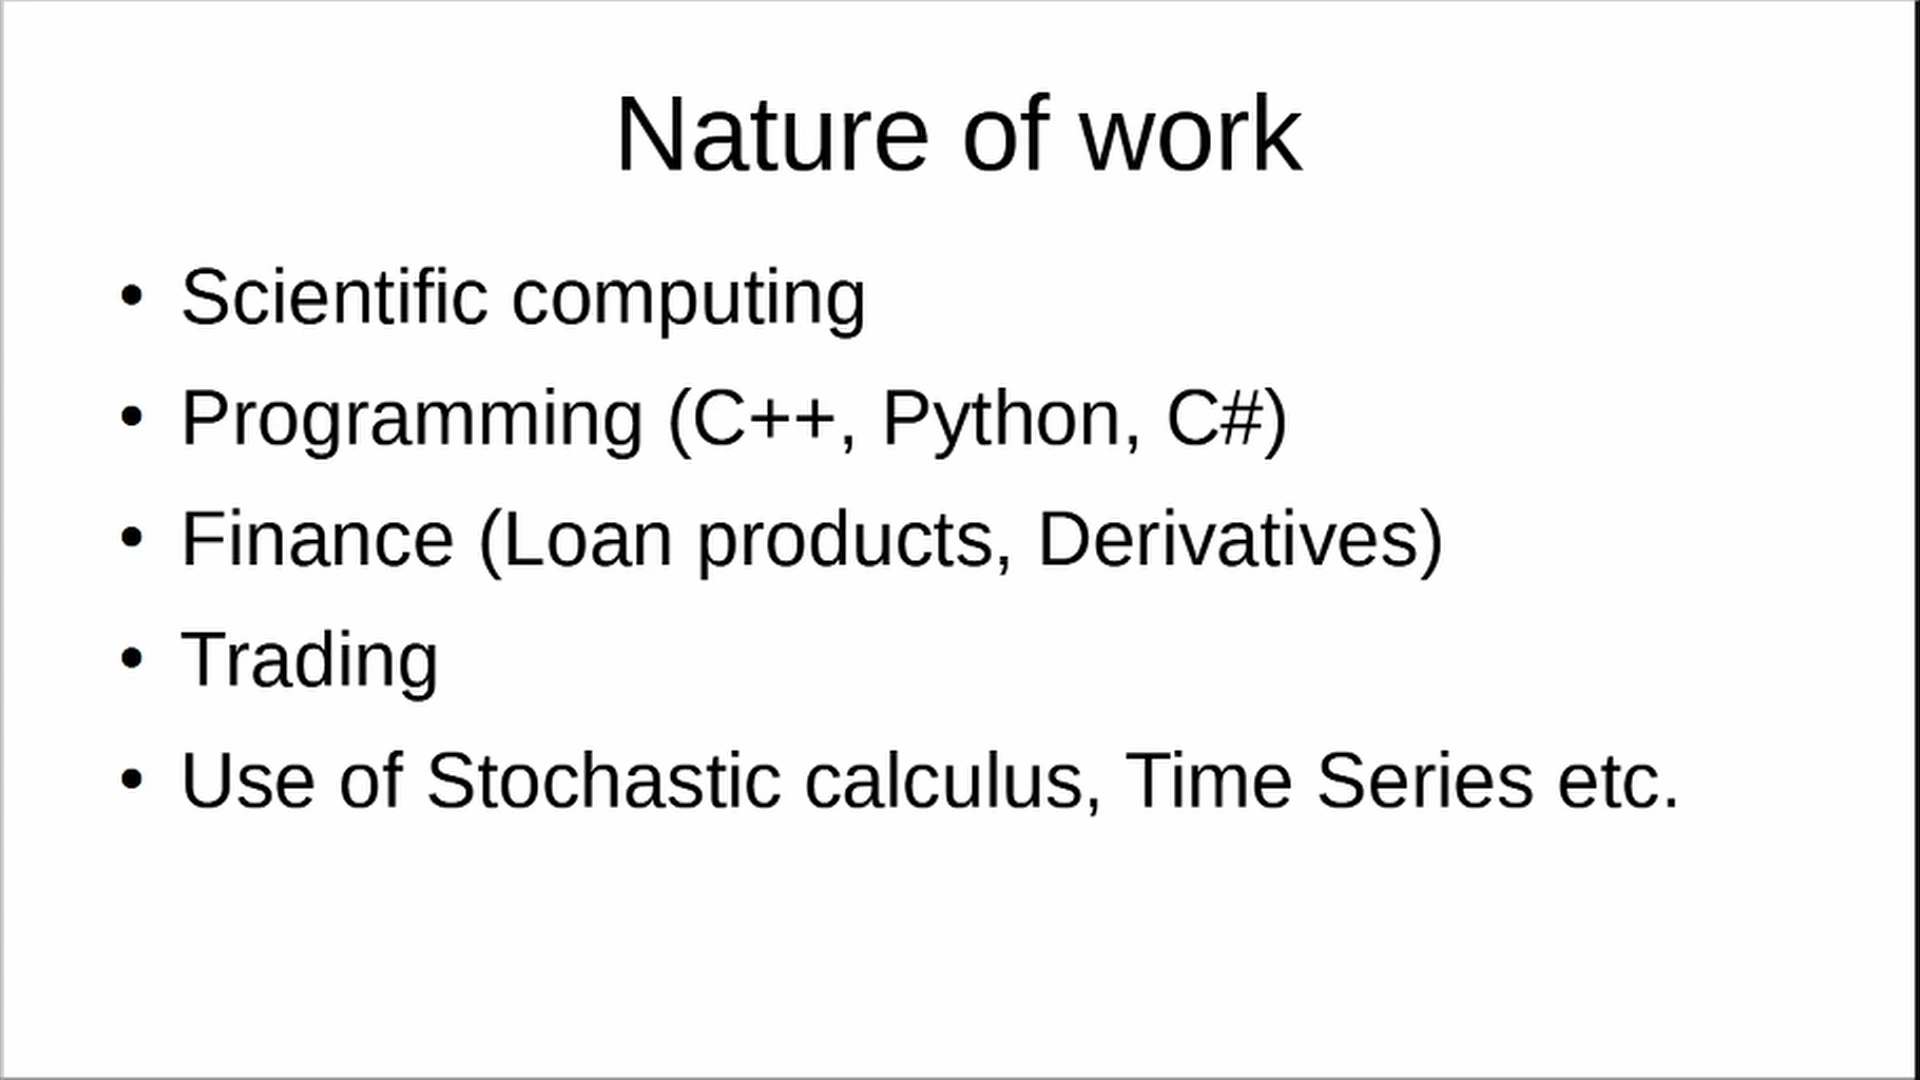 Nature of work
• Scientific computing
• Programming (C++, Python, C#)
• Finance (Loan products, Derivatives)
• Trading
• Use of Stochastic calculus, Time Series etc.